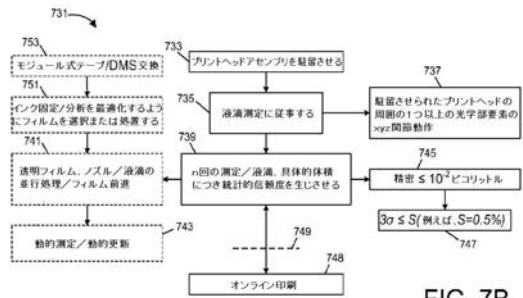 731
753
モジュール式テープ/DMS交換
751
インク固定/分析を最適化するよう
にフィルムを選択または処置する
741
透明フィルム、ノズル／液滴の
並行処理／フィルム前進
動的測定／動的更新
743
733
プリントヘッドアセンブリを駐留させる
735
液滴測定に従事する
739
n回の測定/液滴、具体的体積
につき統計的信頼度を生じさせる
749
748
オンライン印刷
737
駐留させられたプリントヘッドの
周囲の1つ以上の光学部要素の
xyz関節動作
745
精密 ≤ 10⁻² ピコリットル
3σ ≤ S( 例えば、S=0.5%)
747
FIG. 7B